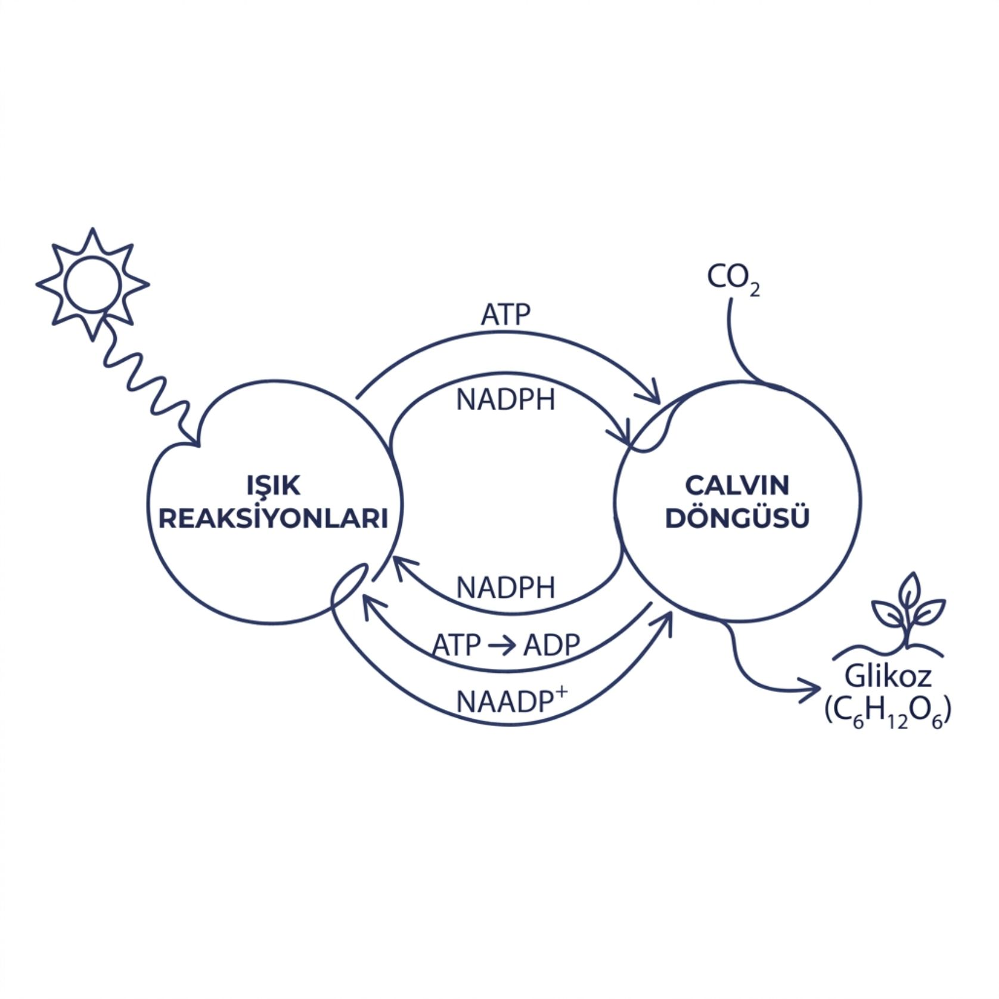 CO₂
ATP
NADPH
IŞIK
REAKSİYONLARI
CALVIN
DÖNGÜSÜ
NADPH
ATP → ADP
NAADP⁺
Glikoz
(C₆H₁₂O₆)